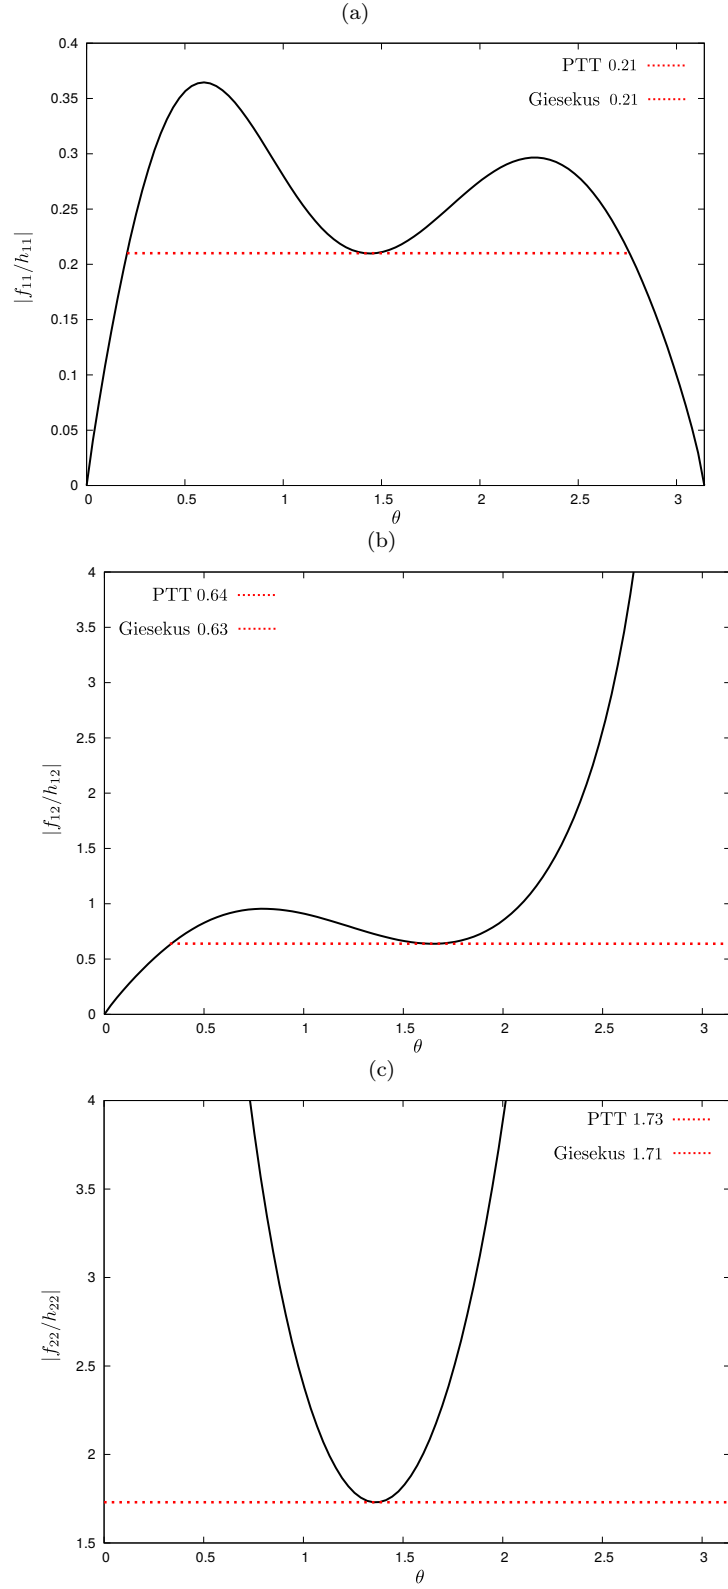 (a)
0.4
PTT 0.21
0.35
Giesekus 0.21
0.3
0.25
|f₁₁/h₁₁|
0.2
0.15
0.1
0.05
0
0 0.5 1 1.5 2 2.5 3
θ
(b)
4
PTT 0.64
3.5
Giesekus 0.63
3
2.5
|f₁₂/h₁₂|
2
1.5
1
0.5
0
0 0.5 1 1.5 2 2.5 3
θ
(c)
4
PTT 1.73
Giesekus 1.71
3.5
3
|f₂₂/h₂₂|
2.5
2
1.5
0 0.5 1 1.5 2 2.5 3
θ